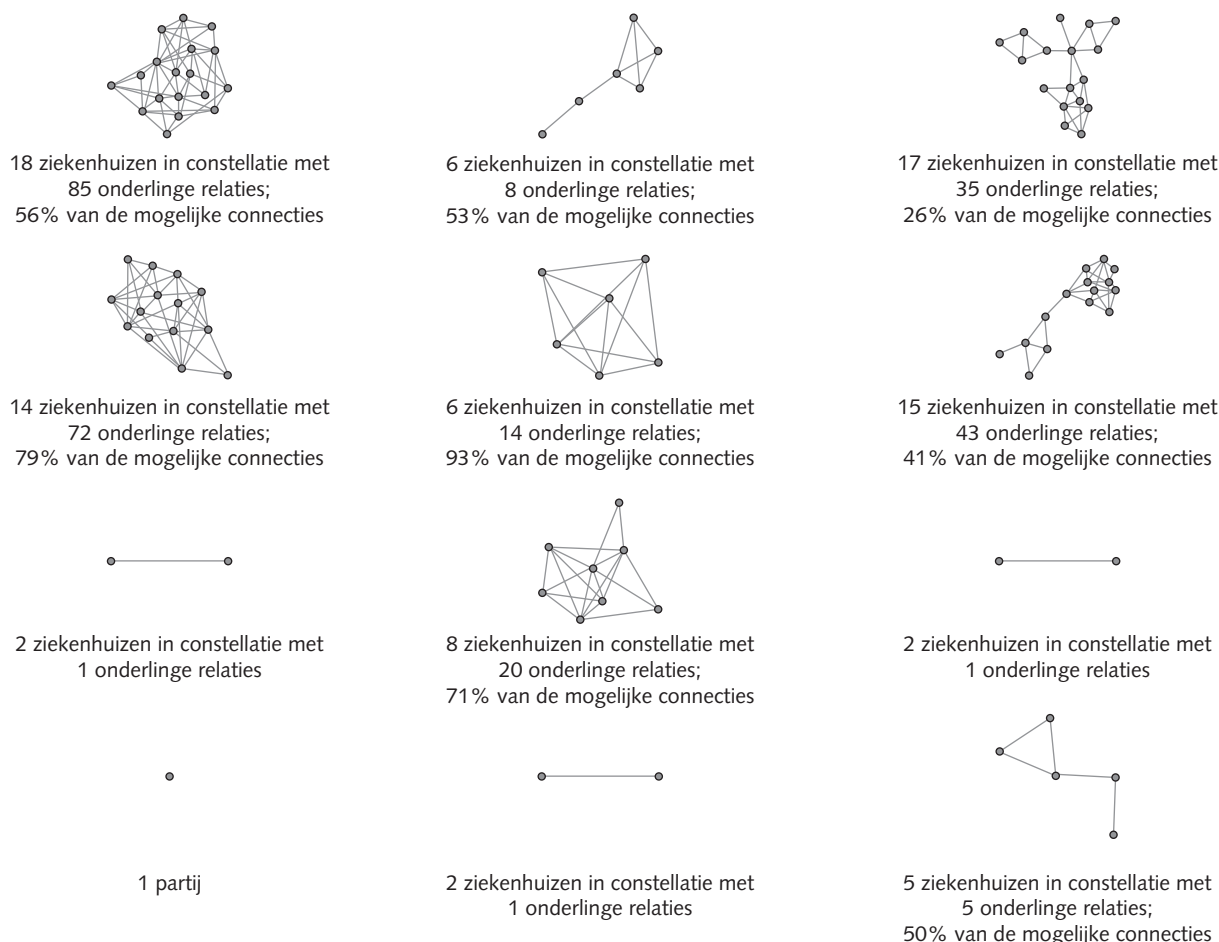 18 ziekenhuizen in constellatie met
85 onderlinge relaties;
56% van de mogelijke connecties
6 ziekenhuizen in constellatie met
8 onderlinge relaties;
53% van de mogelijke connecties
17 ziekenhuizen in constellatie met
35 onderlinge relaties;
26% van de mogelijke connecties
14 ziekenhuizen in constellatie met
72 onderlinge relaties;
79% van de mogelijke connecties
6 ziekenhuizen in constellatie met
14 onderlinge relaties;
93% van de mogelijke connecties
15 ziekenhuizen in constellatie met
43 onderlinge relaties;
41% van de mogelijke connecties
2 ziekenhuizen in constellatie met
1 onderlinge relaties
8 ziekenhuizen in constellatie met
20 onderlinge relaties;
71% van de mogelijke connecties
2 ziekenhuizen in constellatie met
1 onderlinge relaties
1 partij
2 ziekenhuizen in constellatie met
1 onderlinge relaties
5 ziekenhuizen in constellatie met
5 onderlinge relaties;
50% van de mogelijke connecties